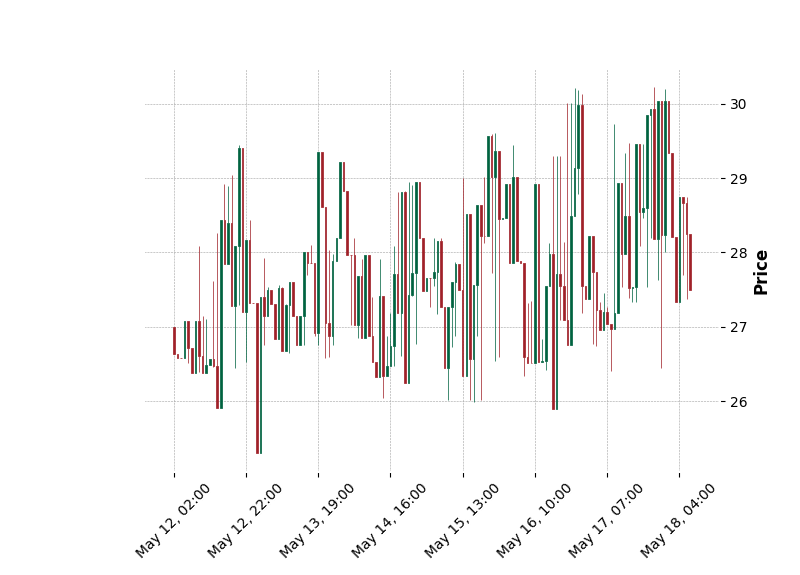 30
29
28
27
26
Price
May 12, 02:00
May 12, 22:00
May 13, 19:00
May 14, 16:00
May 15, 13:00
May 16, 10:00
May 17, 07:00
May 18, 04:00